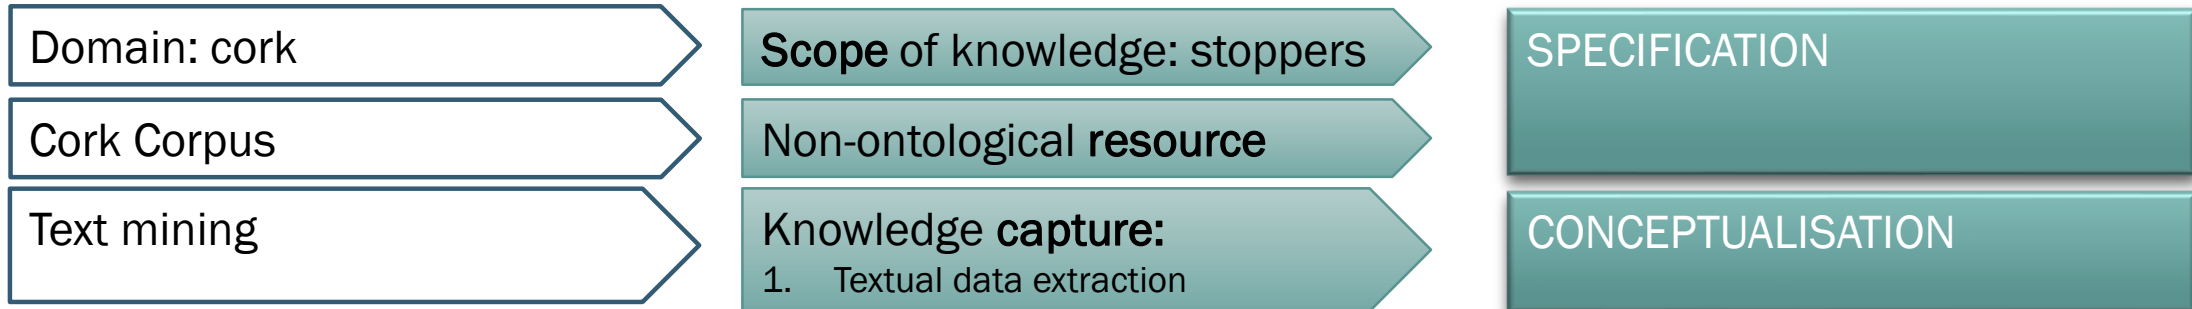 Domain: cork
Scope of knowledge: stoppers
SPECIFICATION
Cork Corpus
Non-ontological resource
Text mining
Knowledge capture:
1. Textual data extraction
CONCEPTUALISATION